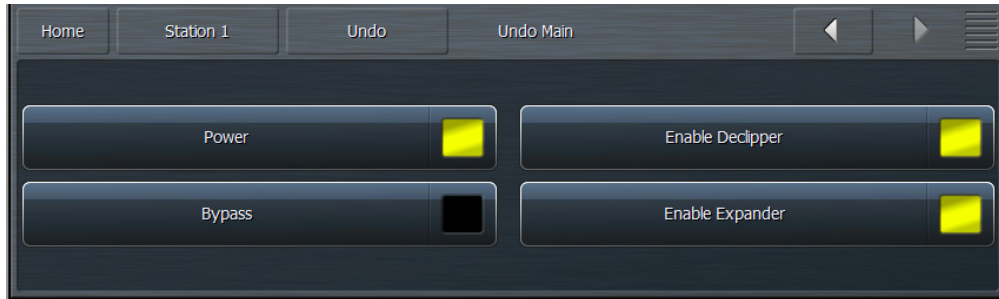 Home Station 1 Undo Undo Main
Power Enable Declipper
Bypass Enable Expander